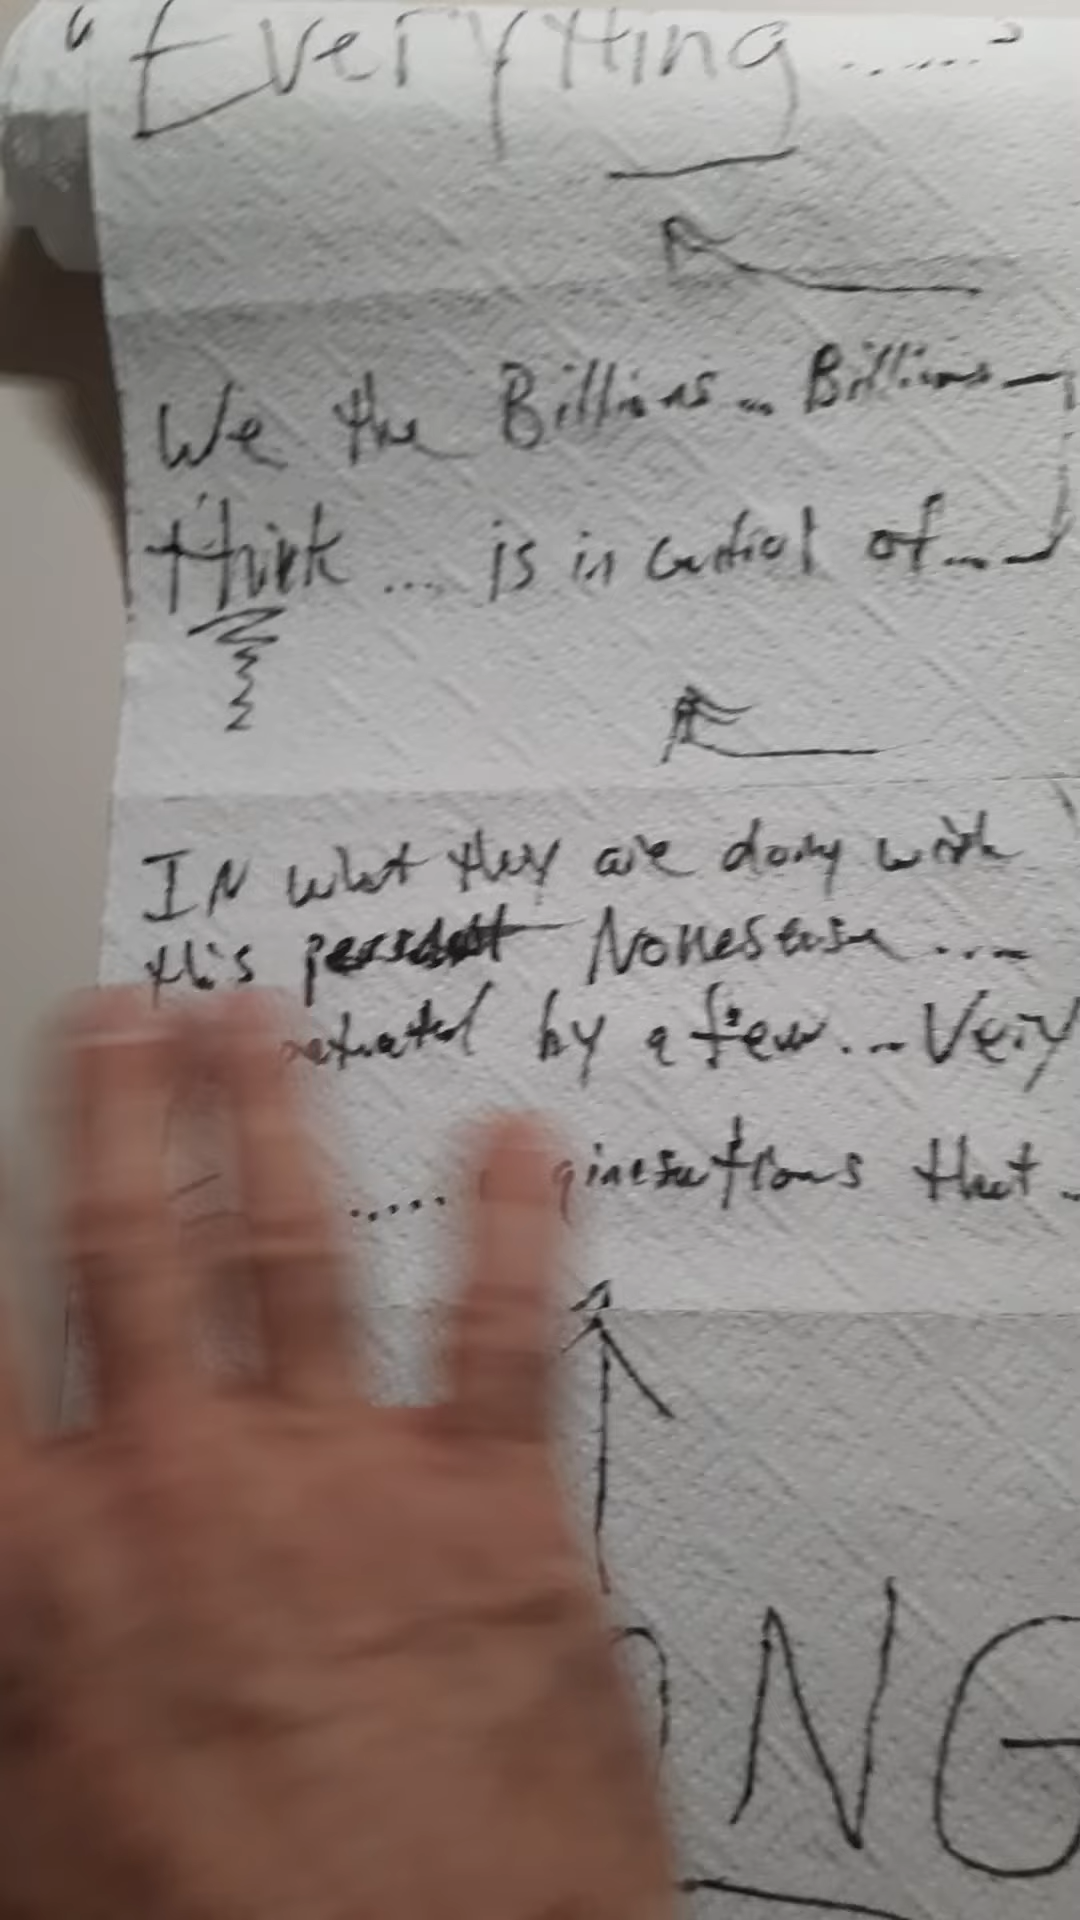 "Everything ......"
We the Billions... Billions
think .... is in control of....
IN what they are doing with
this Nonestose ....
by a few... Very
..... that ..
NG